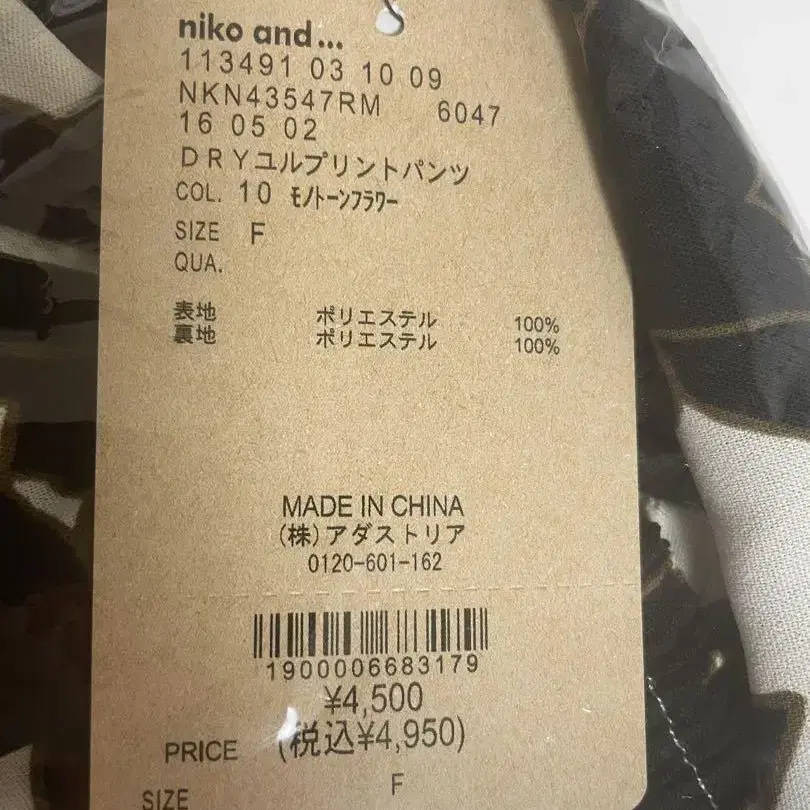 niko and ...
113491 03 10 09
NKN43547RM 6047
16 05 02
DRYユルプリントパンツ
COL. 10 ﾓﾉﾄｰﾝﾌﾗﾜｰ
SIZE F
QUA.
表地 ポリエステル 100%
裏地 ポリエステル 100%
MADE IN CHINA
(株)アダストリア
0120-601-162
1900006683179
¥4,500
PRICE (税込¥4,950)
SIZE F